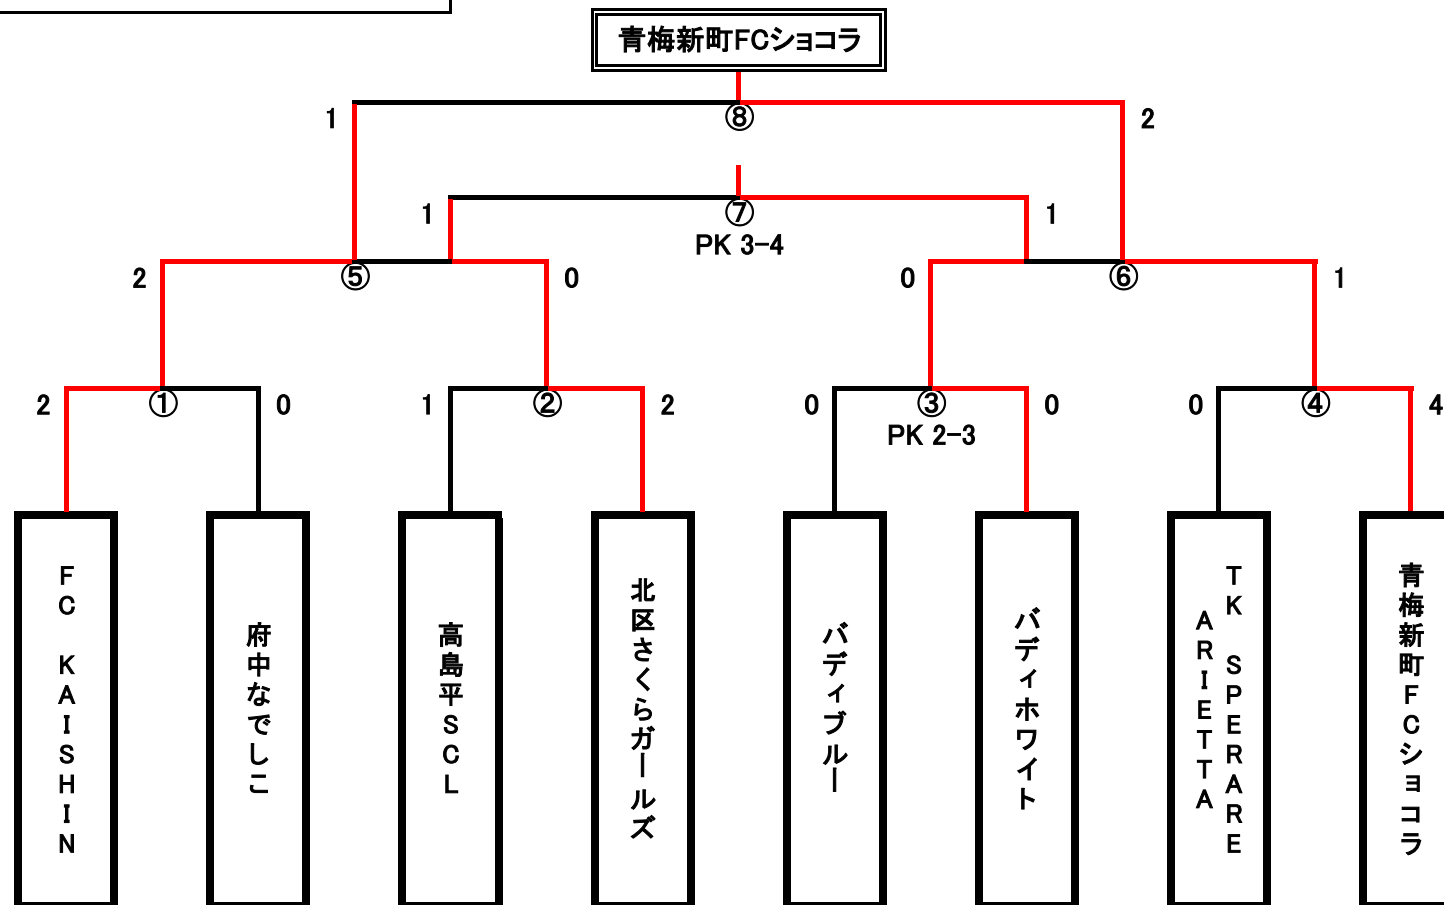 青梅新町FCショコラ
1
⑧
2
1
⑦
1
PK 3-4
2
⑤
0
0
⑥
1
2
①
0
1
②
2
0
③
0
0
④
4
PK 2-3
FC KAISHIN
府中なでしこ
高島平SCL
北区さくらガールズ
バディブルー
バディホワイト
TK SPERARE
ARIETTA
青梅新町FCショコラ